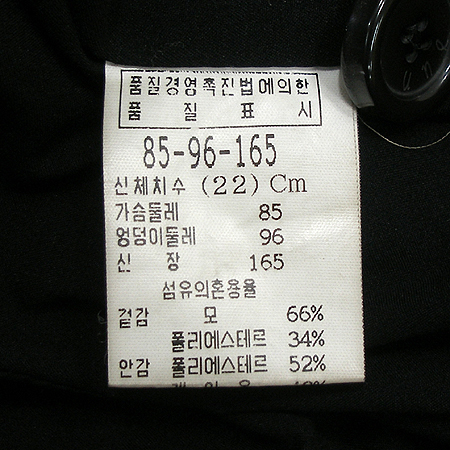 품질경영촉진법에의한
품 질 표 시
85-96-165
신체치수 (22) Cm
가슴둘레 85
엉덩이둘레 96
신 장 165
섬유의혼용율
겉감 모 66%
폴리에스테르 34%
안감 폴리에스테르 52%